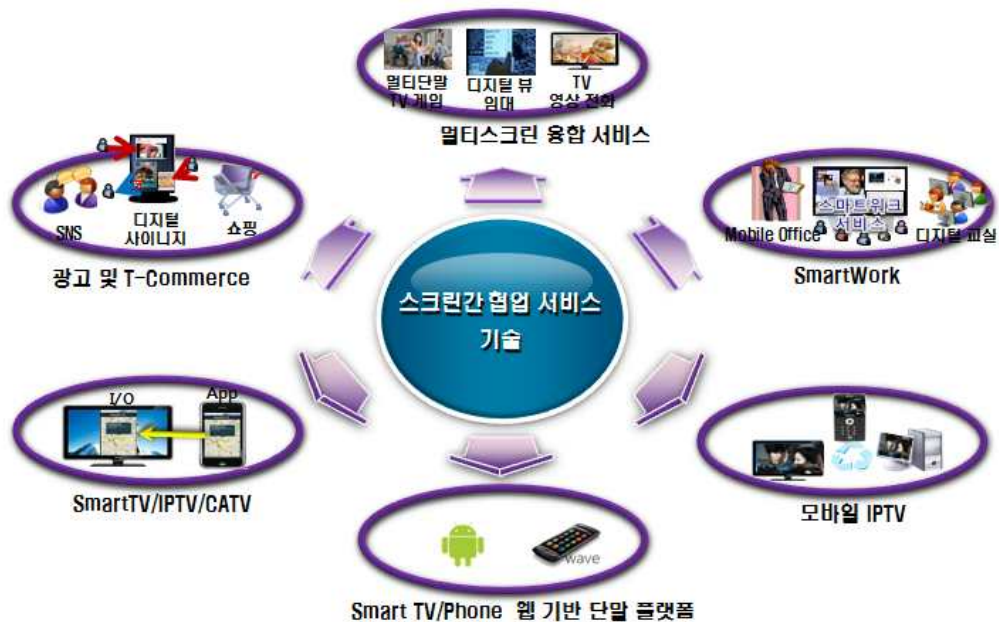 멀티단말
TV 게임
디지털 뷰
임대
TV
영상 전화
멀티스크린 융합 서비스
SNS
디지털
사이니지
쇼핑
광고 및 T-Commerce
Mobile Office
스마트워크
서비스
디지털 교실
SmartWork
스크린간 협업 서비스
기술
I/O
App
SmartTV/IPTV/CATV
모바일 IPTV
wave
Smart TV/Phone 웹 기반 단말 플랫폼